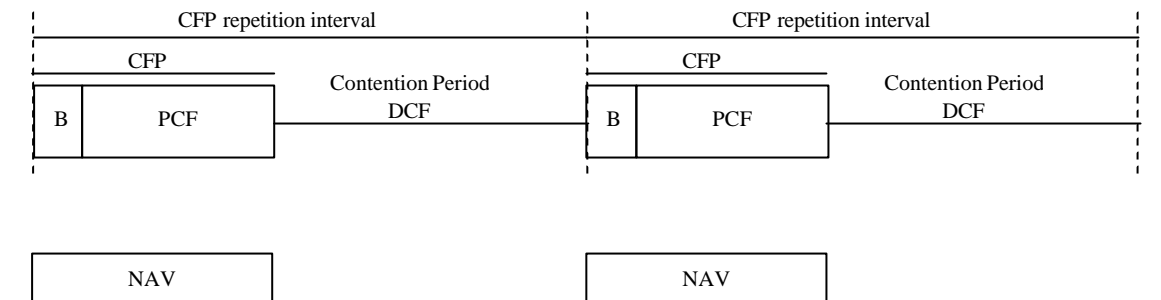 CFP repetition interval CFP repetition interval
CFP CFP
Contention Period Contention Period
B PCF DCF B PCF DCF
NAV NAV